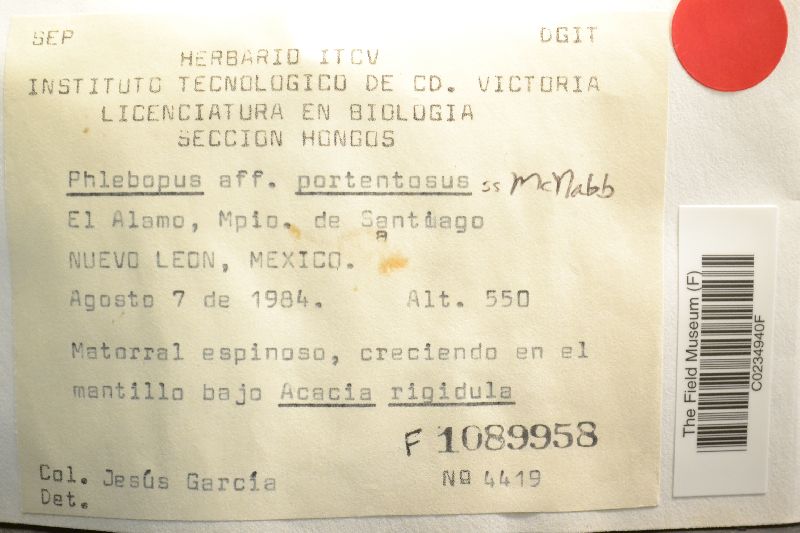 SEP DGIT
HERBARIO ITCV
INSTITUTO TECNOLOGICO DE CD. VICTORIA
LICENCIATURA EN BIOLOGIA
SECCION HONGOS
Phlebopus aff. portentosus ss McNabb
El Alamo, Mpio. de Santiago
a
NUEVO LEON, MEXICO.
Agosto 7 de 1984. Alt. 550
Matorral espinoso, creciendo en el
mantillo bajo Acacia rigidula
F 1089958
Col. Jesús García No 4419
Det.
The Field Museum (F)
C0234940F